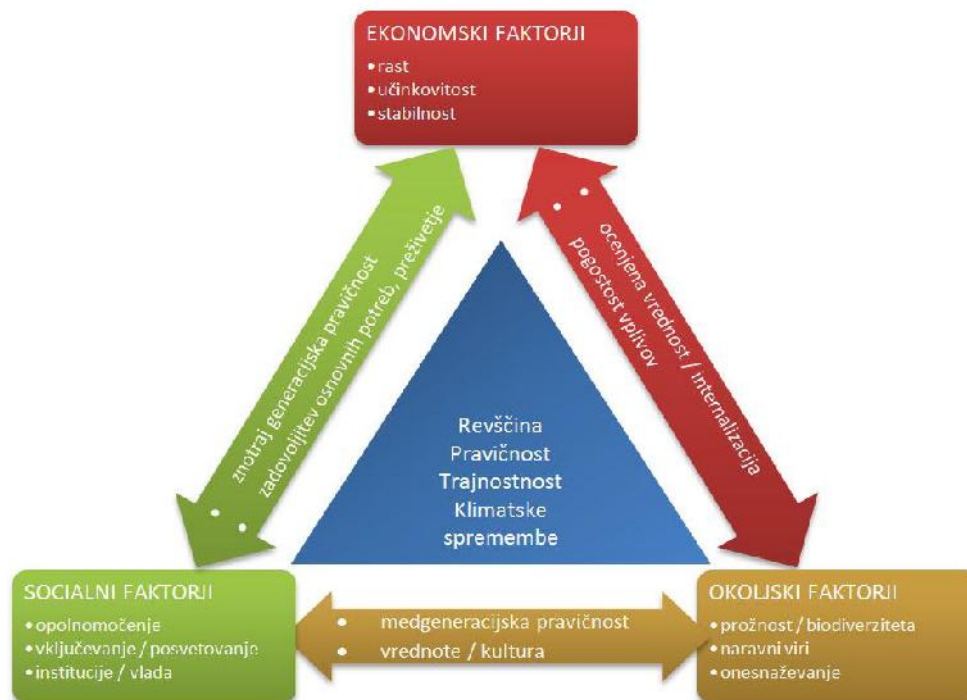 EKONOMSKI FAKTORJI
• rast
• učinkovitost
• stabilnost
• znotraj generacijska pravičnost
• zadovoljitev osnovnih potreb, preživetje
• ocenjena vrednost / internalizacija
• pogostost vplivov
Revščina
Pravičnost
Trajnostnost
Klimatske
spremembe
SOCIALNI FAKTORJI
• opolnomočenje
• vključevanje / posvetovanje
• institucije / vlada
• medgeneracijska pravičnost
• vrednote / kultura
OKOLJSKI FAKTORJI
• prožnost / biodiverziteta
• naravni viri
• onesnaževanje